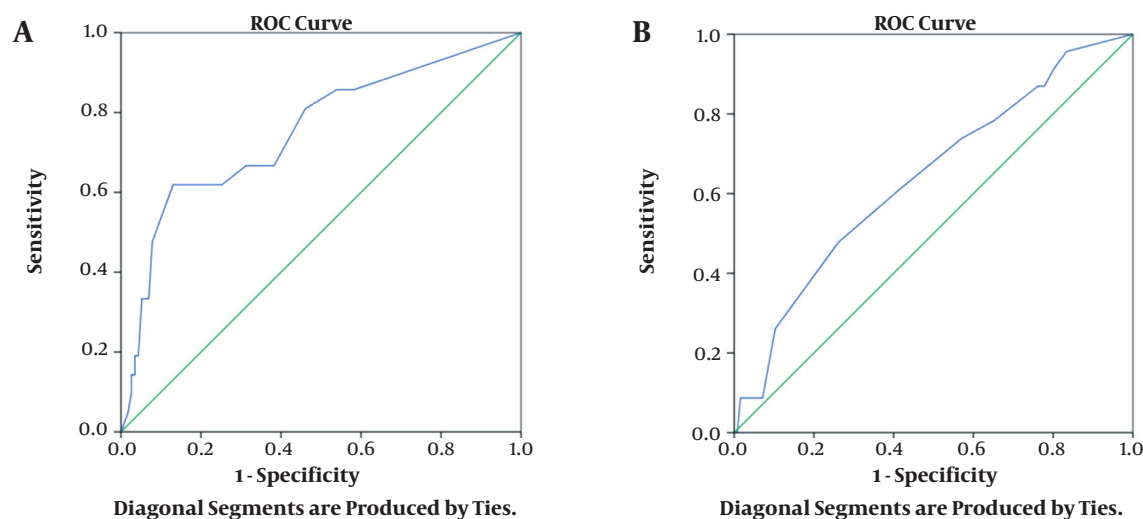 A
ROC Curve
1.0
0.8
0.6
0.4
0.2
0.0
Sensitivity
0.0 0.2 0.4 0.6 0.8 1.0
1 - Specificity
Diagonal Segments are Produced by Ties.
B
ROC Curve
1.0
0.8
0.6
0.4
0.2
0.0
Sensitivity
0.0 0.2 0.4 0.6 0.8 1.0
1 - Specificity
Diagonal Segments are Produced by Ties.